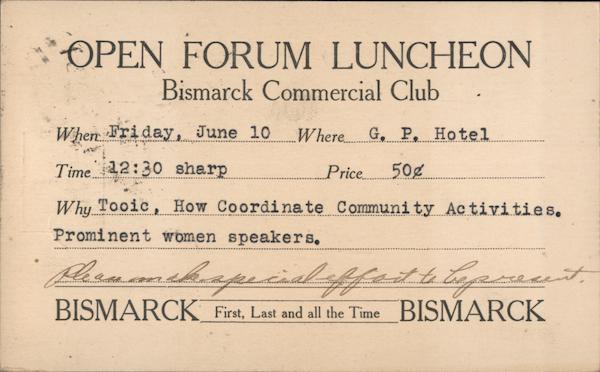 OPEN FORUM LUNCHEON
Bismarck Commercial Club
When Friday, June 10 Where G. P. Hotel
Time 12:30 sharp Price 50¢
Why Tooic, How Coordinate Community Activities.
Prominent women speakers.
Please make special effort to be present.
BISMARCK First, Last and all the Time BISMARCK